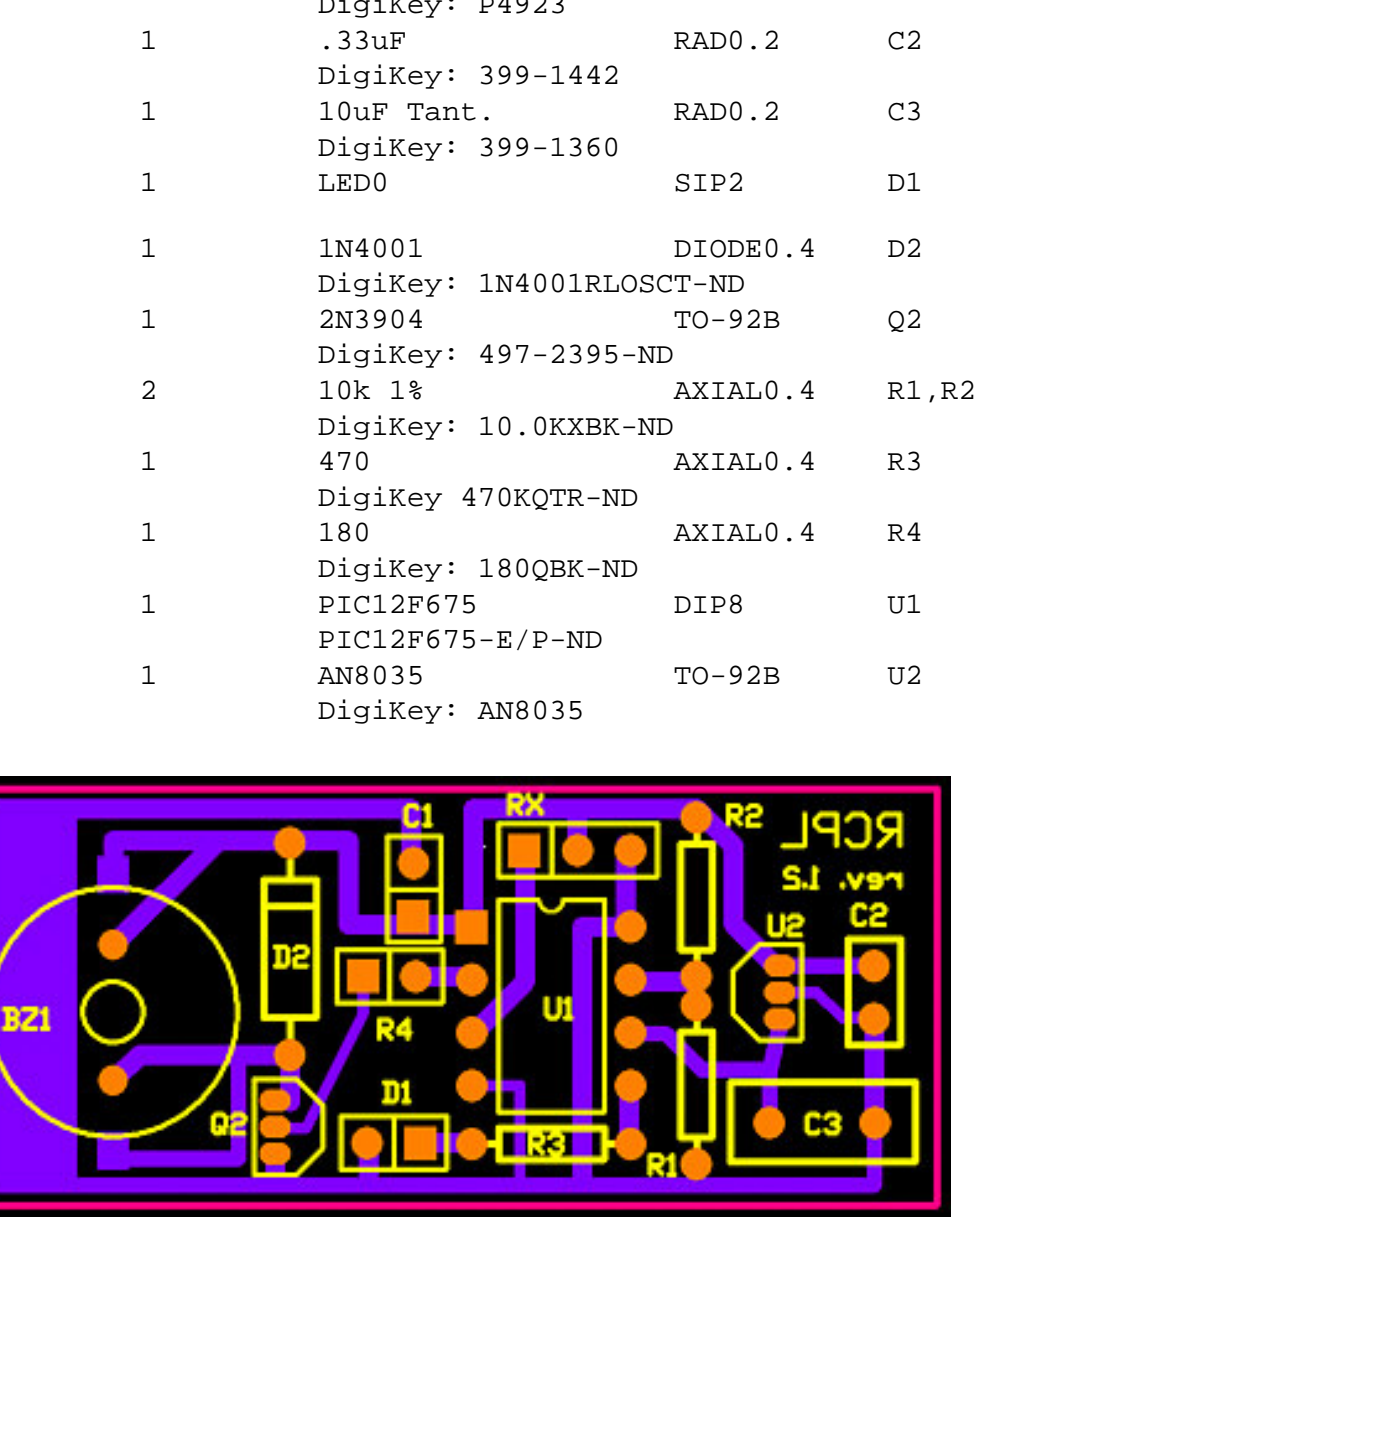 DigiKey: P4923
1 .33uF RAD0.2 C2
DigiKey: 399-1442
1 10uF Tant. RAD0.2 C3
DigiKey: 399-1360
1 LED0 SIP2 D1
1 1N4001 DIODE0.4 D2
DigiKey: 1N4001RLOSCT-ND
1 2N3904 TO-92B Q2
DigiKey: 497-2395-ND
2 10k 1% AXIAL0.4 R1,R2
DigiKey: 10.0KXBK-ND
1 470 AXIAL0.4 R3
DigiKey 470KQTR-ND
1 180 AXIAL0.4 R4
DigiKey: 180QBK-ND
1 PIC12F675 DIP8 U1
PIC12F675-E/P-ND
1 AN8035 TO-92B U2
DigiKey: AN8035
C1 RX R2 RCPL
rev. 1.2
U2 C2
D2
BZ1 R4 U1
D1
Q2 R3 C3
R1